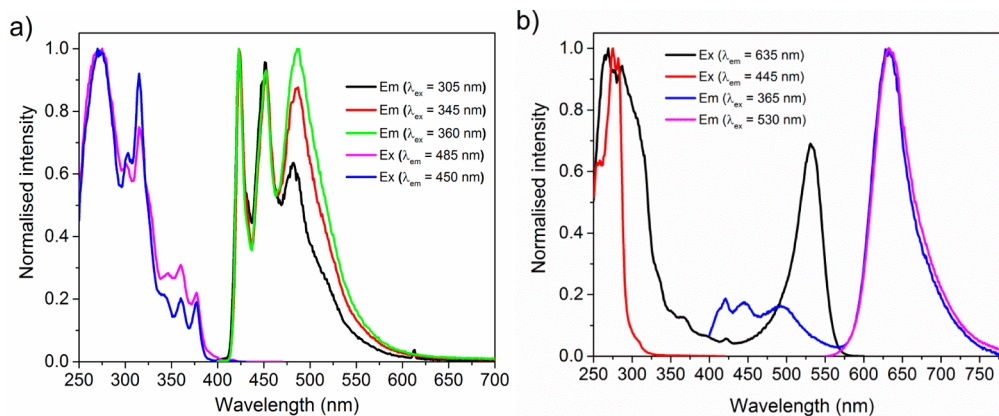 a)
Normalised intensity
1.0
0.8
0.6
0.4
0.2
0.0
Em (λex = 305 nm)
Em (λex = 345 nm)
Em (λex = 360 nm)
Ex (λem = 485 nm)
Ex (λem = 450 nm)
250 300 350 400 450 500 550 600 650 700
Wavelength (nm)
b)
Normalised intensity
1.0
0.8
0.6
0.4
0.2
0.0
Ex (λem = 635 nm)
Ex (λem = 445 nm)
Em (λex = 365 nm)
Em (λex = 530 nm)
250 300 350 400 450 500 550 600 650 700 750
Wavelength (nm)